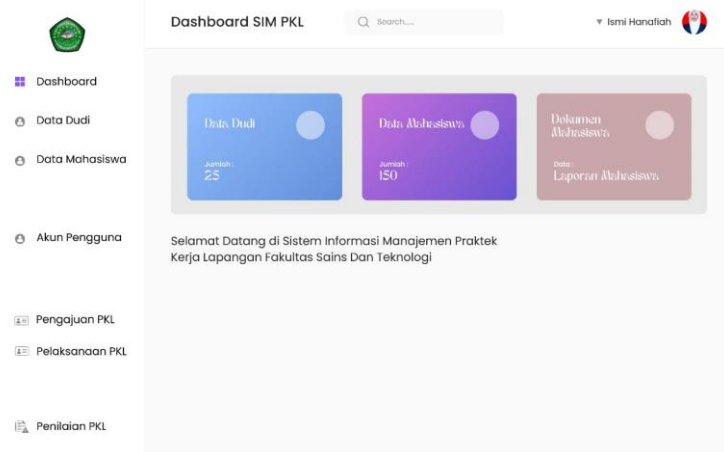 Dashboard SIM PKL
Search....
Ismi Hanafiah
Dashboard
Data Dudi
Data Mahasiswa
Akun Pengguna
Pengajuan PKL
Pelaksanaan PKL
Penilaian PKL
Data Dudi
Jumlah :
25
Data Mahasiswa
Jumlah :
150
Dokumen
Mahasiswa
Data :
Laporan Mahasiswa
Selamat Datang di Sistem Informasi Manajemen Praktek
Kerja Lapangan Fakultas Sains Dan Teknologi